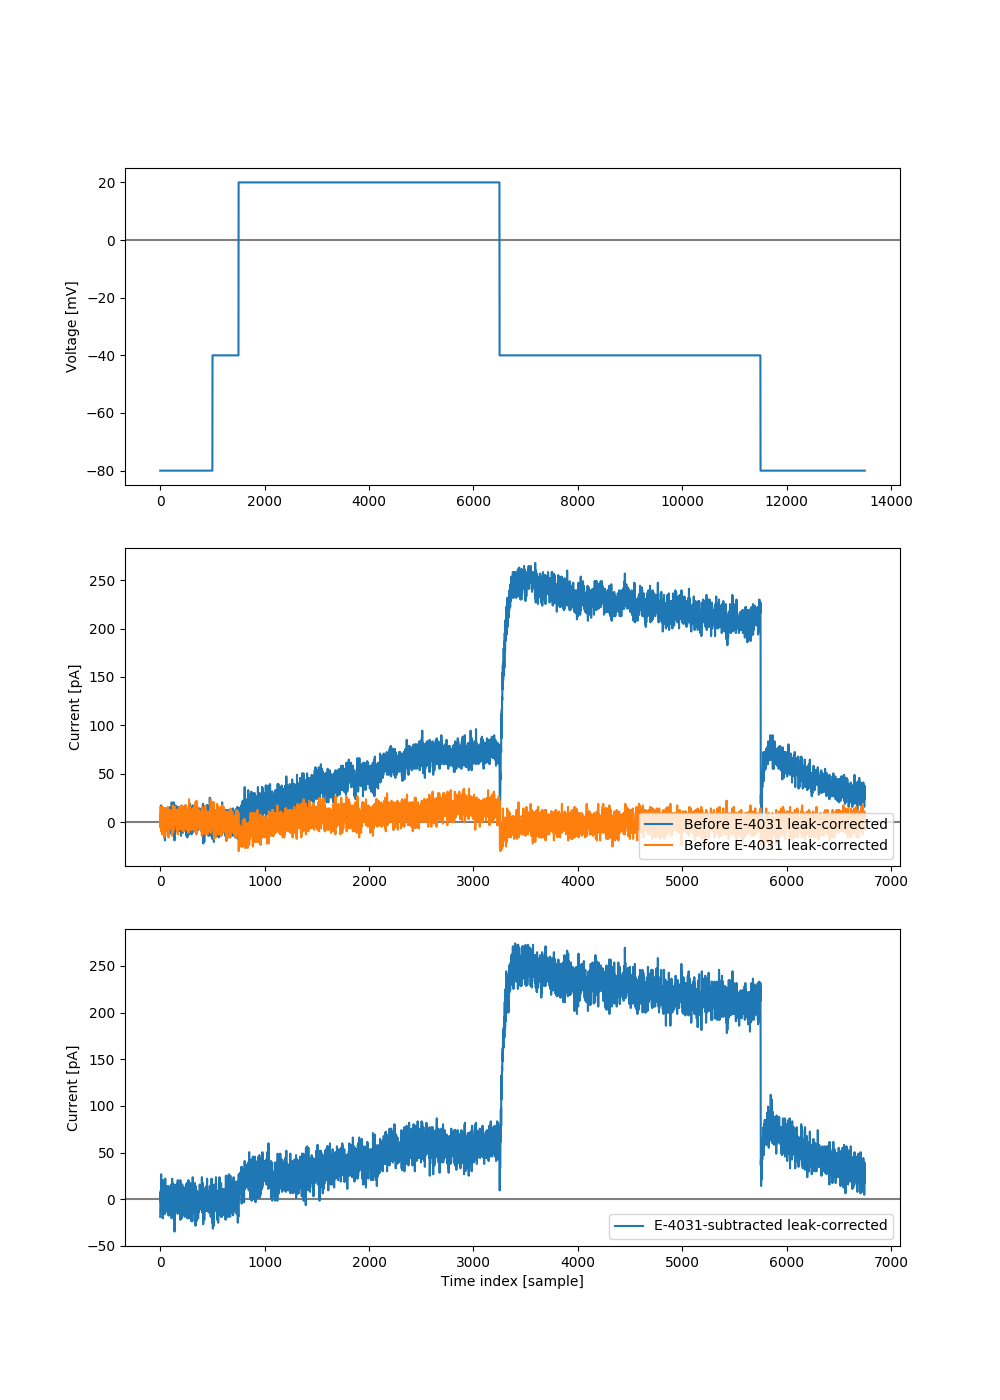 20
0
−20
−40
−60
−80
Voltage [mV]
0 2000 4000 6000 8000 10000 12000 14000
250
200
150
100
50
0
Current [pA]
Before E-4031 leak-corrected
Before E-4031 leak-corrected
0 1000 2000 3000 4000 5000 6000 7000
250
200
150
100
50
0
−50
Current [pA]
E-4031-subtracted leak-corrected
0 1000 2000 3000 4000 5000 6000 7000
Time index [sample]